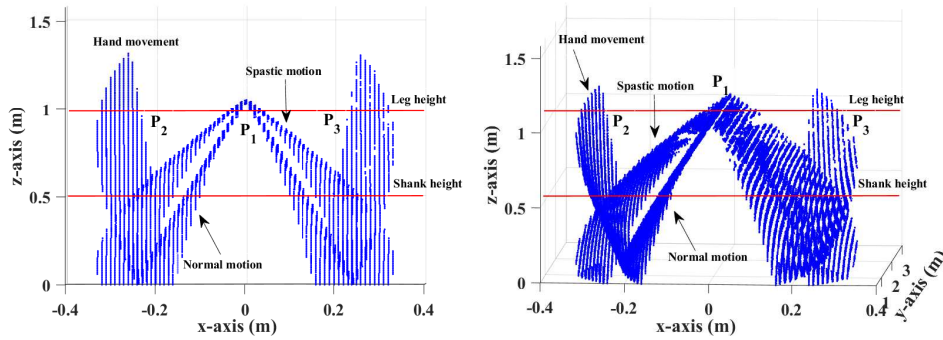 1.5
Hand movement
Spastic motion
Leg height
1
P2
P1
P3
z-axis (m)
Shank height
0.5
Normal motion
0
-0.4
-0.2
0
0.2
0.4
x-axis (m)
1.5
Hand movement
Spastic motion
P1
Leg height
P2
P3
1
z-axis (m)
Shank height
0.5
Normal motion
0
3
2
1
y-axis (m)
-0.4
-0.2
0
0.2
0.4
x-axis (m)